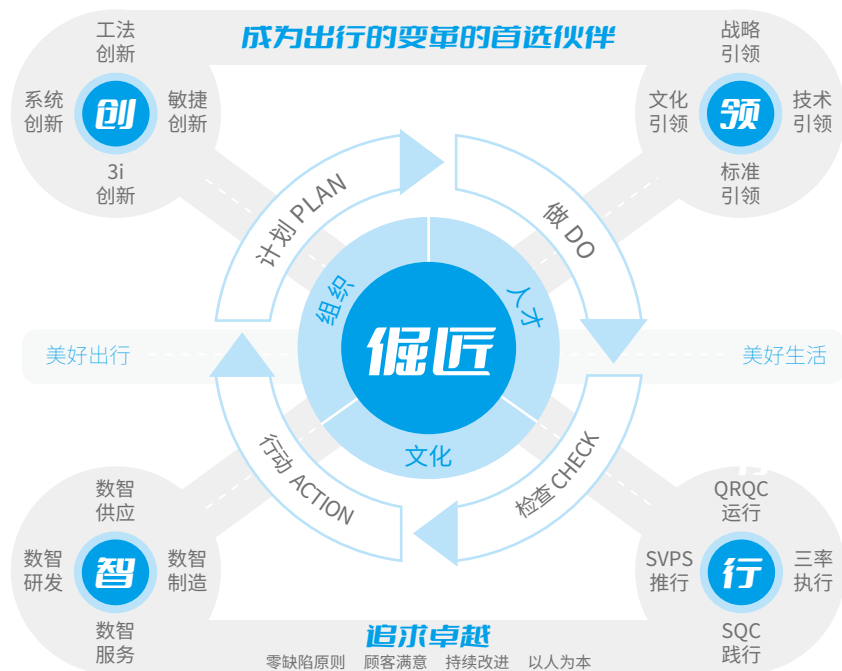 成为出行的变革的首选伙伴
工法
创新
系统
创新
创
敏捷
创新
3i
创新
战略
引领
文化
引领
领
技术
引领
标准
引领
计划 PLAN
做 DO
组织
人才
倔匠
文化
美好出行
美好生活
行动 ACTION
检查 CHECK
数智
供应
数智
研发
智
数智
制造
数智
服务
行
QRQC
运行
SVPS
推行
行
三率
执行
SQC
践行
追求卓越
零缺陷原则 顾客满意 持续改进 以人为本